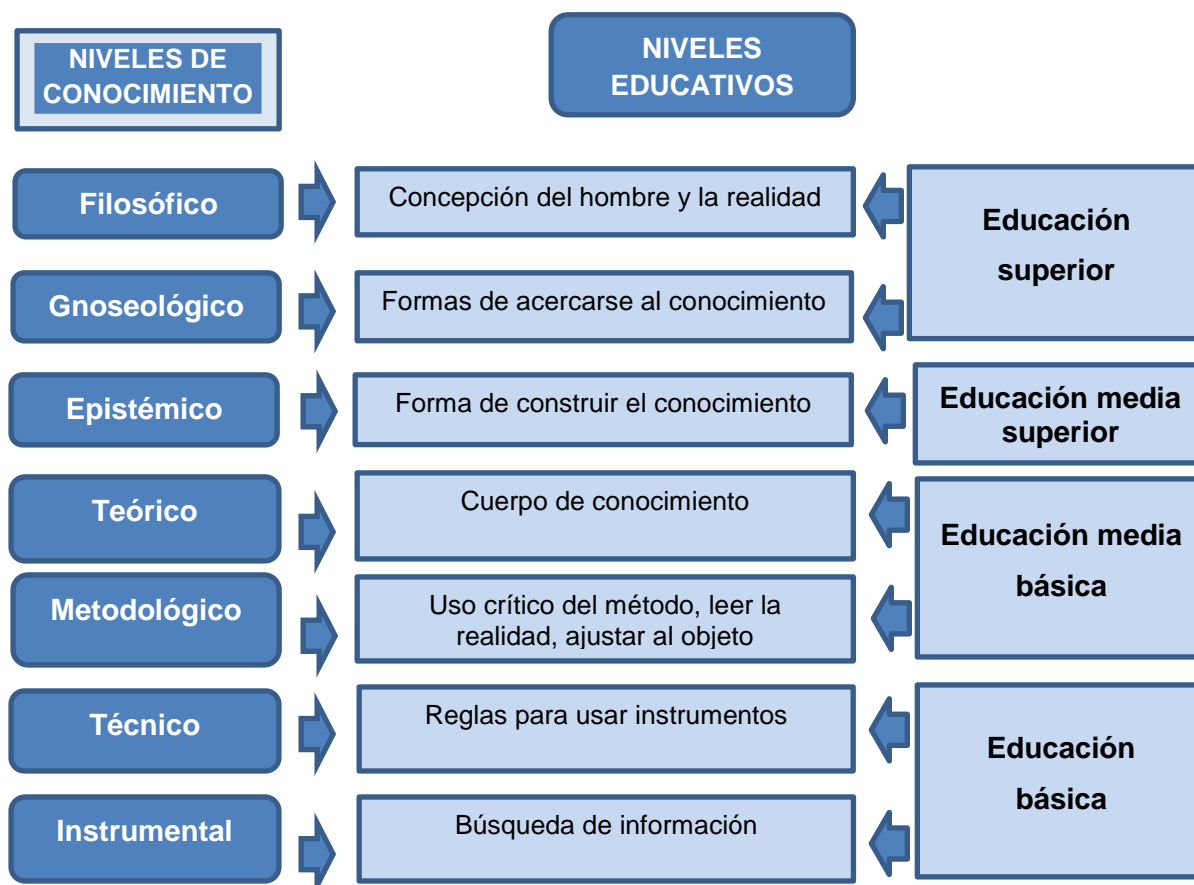 NIVELES DE
CONOCIMIENTO
NIVELES
EDUCATIVOS
Filosófico
Concepción del hombre y la realidad
Educación
superior
Gnoseológico
Formas de acercarse al conocimiento
Epistémico
Forma de construir el conocimiento
Educación media
superior
Teórico
Cuerpo de conocimiento
Educación media
básica
Metodológico
Uso crítico del método, leer la
realidad, ajustar al objeto
Técnico
Reglas para usar instrumentos
Educación
básica
Instrumental
Búsqueda de información